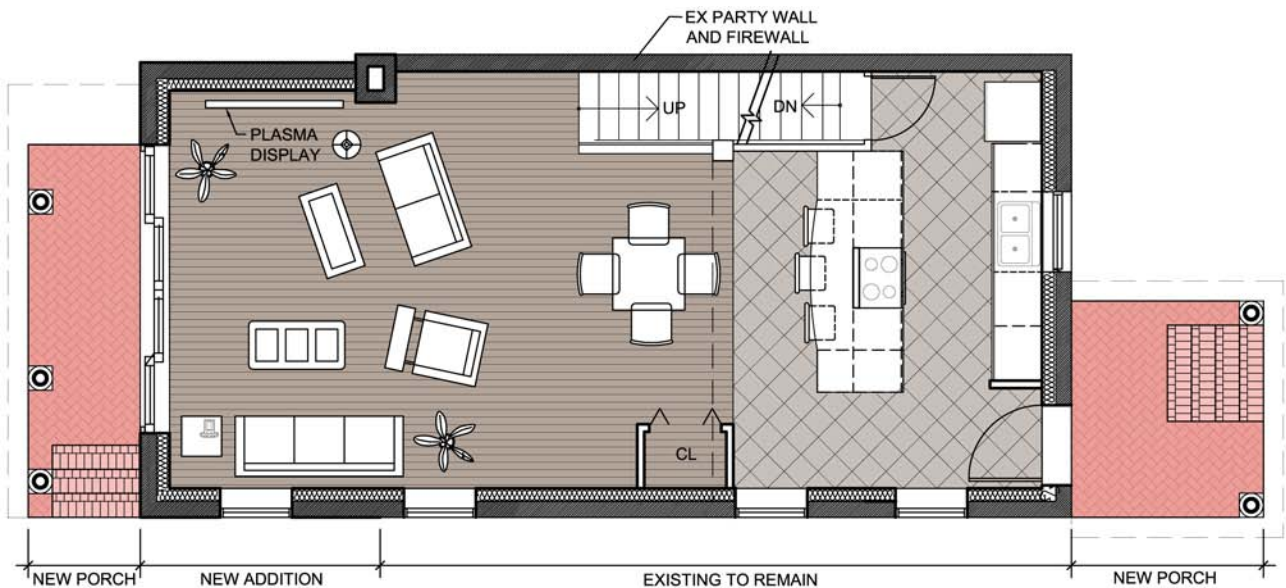 EX PARTY WALL
AND FIREWALL
UP
DN
PLASMA
DISPLAY
CL
NEW PORCH
NEW ADDITION
EXISTING TO REMAIN
NEW PORCH